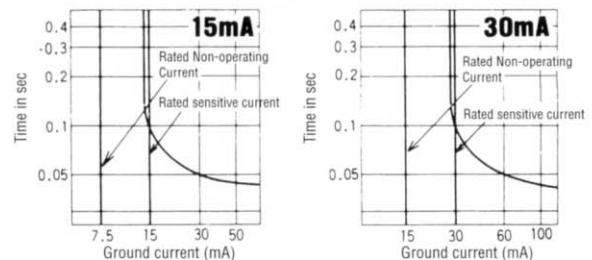 15mA
0.4
-0.3
0.2
0.1
0.05
Time in sec
Rated Non-operating
Current
Rated sensitive current
7.5 15 30 50
Ground current (mA)
30mA
0.4
0.3
0.2
0.1
0.05
Time in sec
Rated Non-operating
Current
Rated sensitive current
15 30 60 100
Ground current (mA)